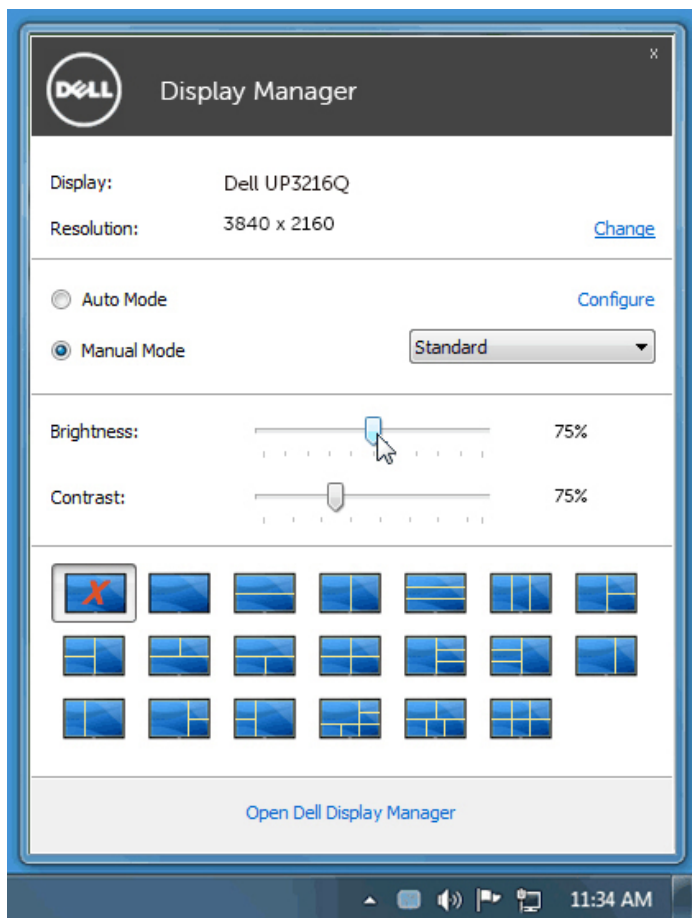 x
DELL Display Manager
Display: Dell UP3216Q
Resolution: 3840 x 2160 Change
Auto Mode Configure
Manual Mode Standard
Brightness: 75%
Contrast: 75%
Open Dell Display Manager
11:34 AM